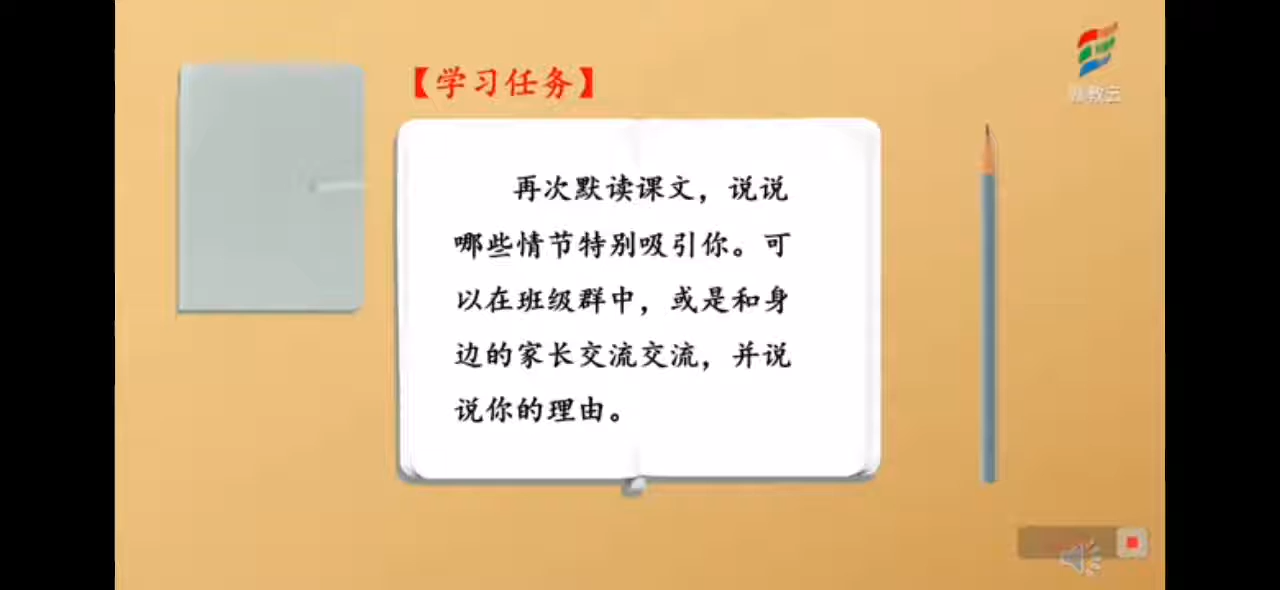 【学习任务】
再次默读课文，说说
哪些情节特别吸引你。可
以在班级群中，或是和身
边的家长交流交流，并说
说你的理由。